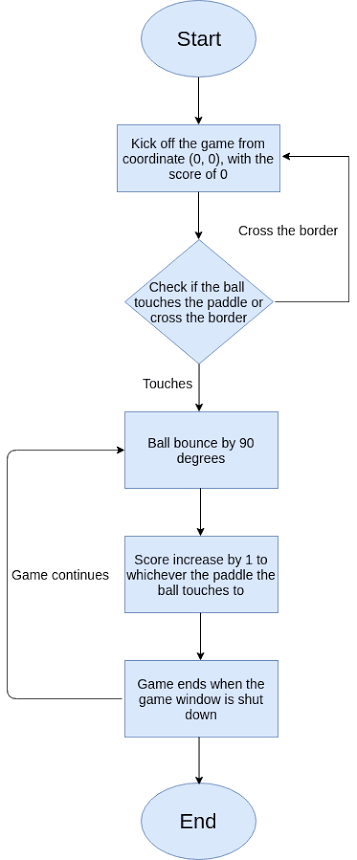 Start
Kick off the game from
coordinate (0, 0), with the
score of 0
Cross the border
Check if the ball
touches the paddle or
cross the border
Touches
Ball bounce by 90
degrees
Score increase by 1 to
whichever the paddle the
ball touches to
Game continues
Game ends when the
game window is shut
down
End